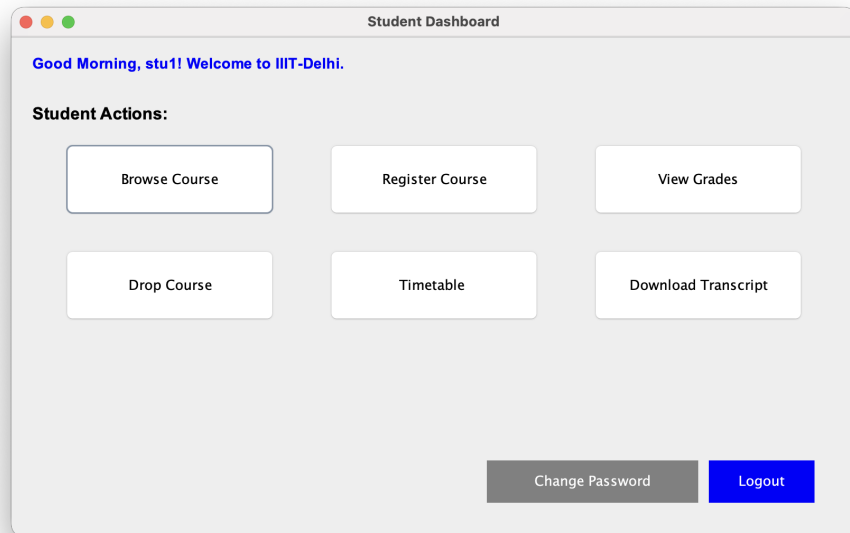 Student Dashboard
Good Morning, stu1! Welcome to IIIT-Delhi.
Student Actions:
Browse Course
Register Course
View Grades
Drop Course
Timetable
Download Transcript
Change Password
Logout